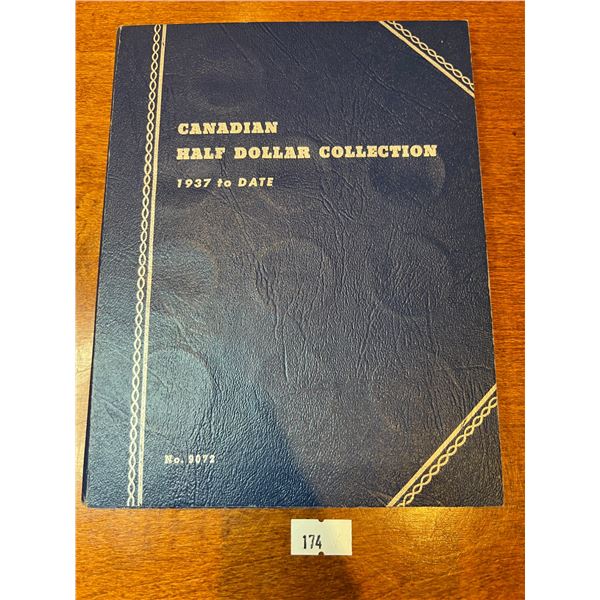 CANADIAN
HALF DOLLAR COLLECTION
1937 to DATE
No. 9072
174